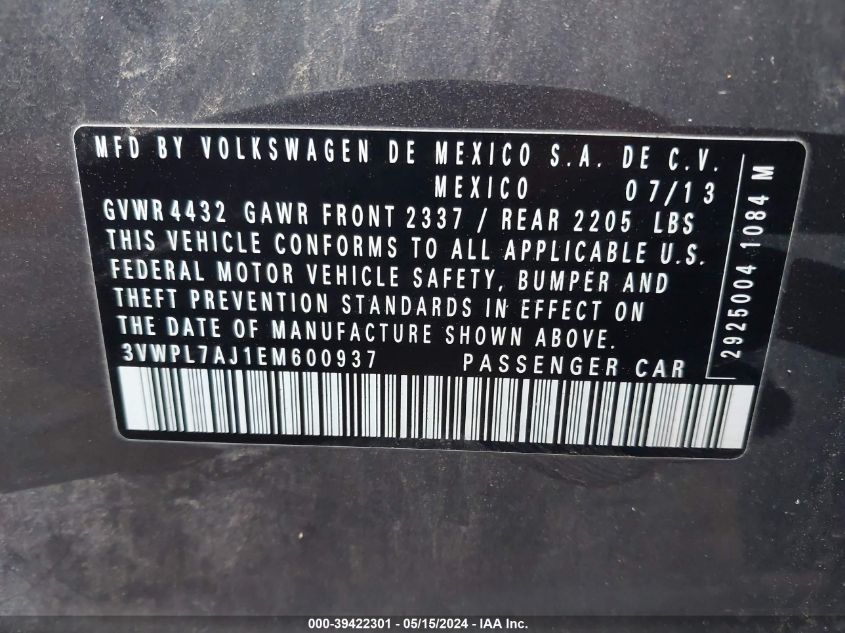 MFD BY VOLKSWAGEN DE MEXICO S.A. DE C.V.
MEXICO 07/13
GVWR 4432 GAWR FRONT 2337 / REAR 2205 LBS
THIS VEHICLE CONFORMS TO ALL APPLICABLE U.S.
FEDERAL MOTOR VEHICLE SAFETY, BUMPER AND
THEFT PREVENTION STANDARDS IN EFFECT ON
THE DATE OF MANUFACTURE SHOWN ABOVE.
3VWPL7AJ1EM600937 PASSENGER CAR
2925004 1084 M
000-39422301 - 05/15/2024 - IAA Inc.